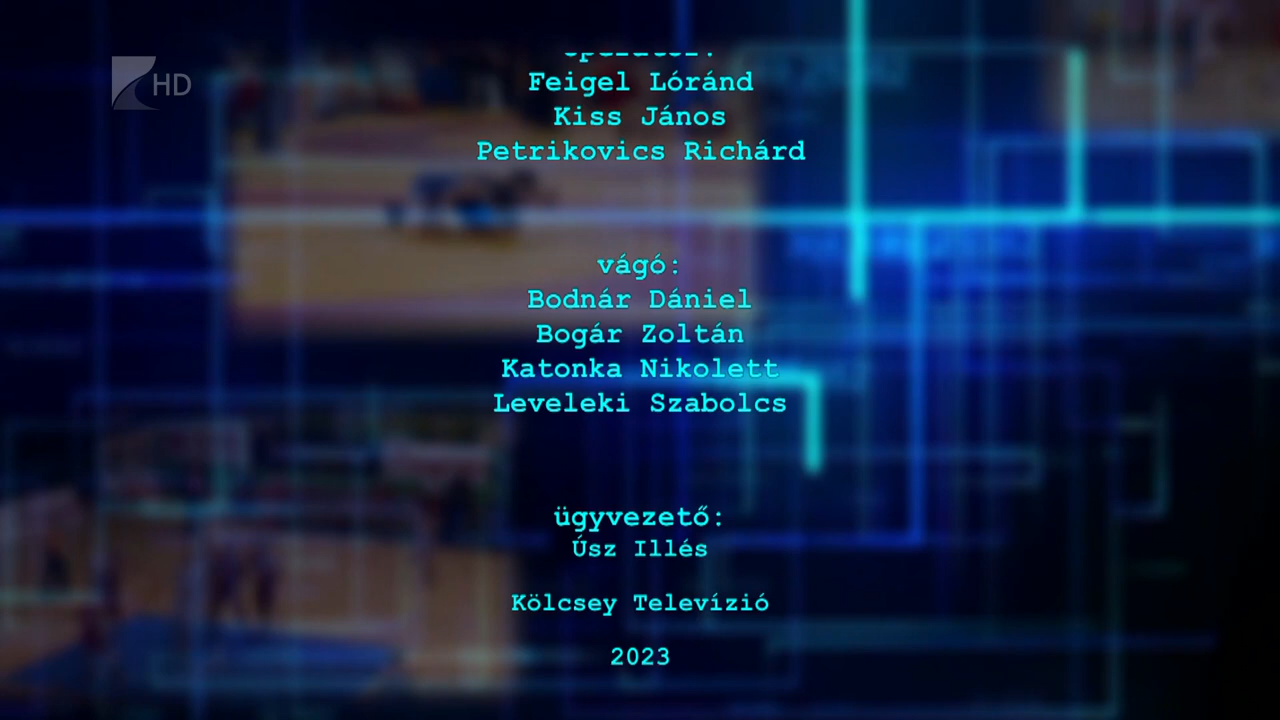 HD
operatőr:
Feigel Lóránd
Kiss János
Petrikovics Richárd
vágó:
Bodnár Dániel
Bogár Zoltán
Katonka Nikolett
Leveleki Szabolcs
ügyvezető:
Úsz Illés
Kölcsey Televízió
2023